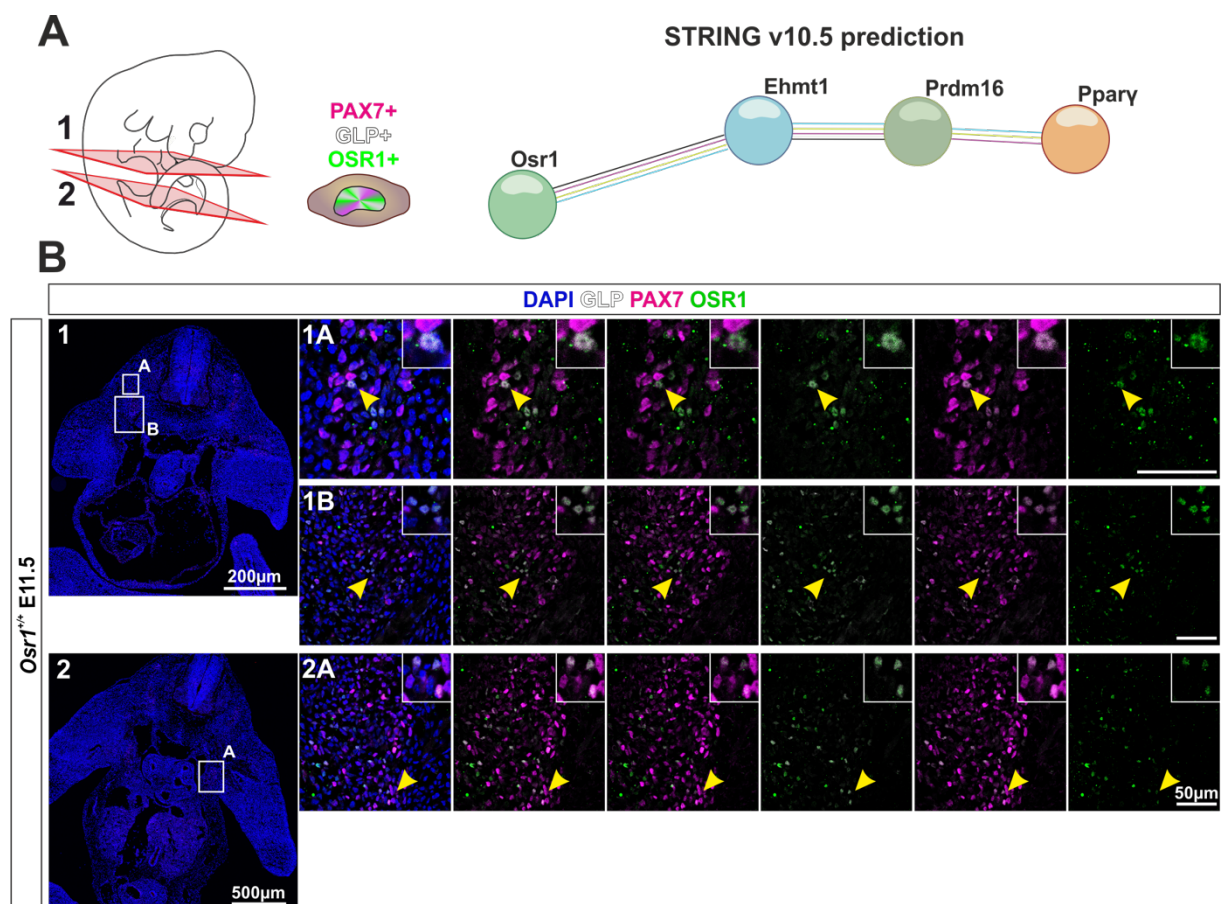 A
STRING v10.5 prediction
1
2
PAX7+
GLP+
OSR1+
Osr1
Ehmt1
Prdm16
Pparγ
B
DAPI GLP PAX7 OSR1
Osr1+/+ E11.5
1
A
B
200µm
1A
1B
2
A
500µm
2A
50µm